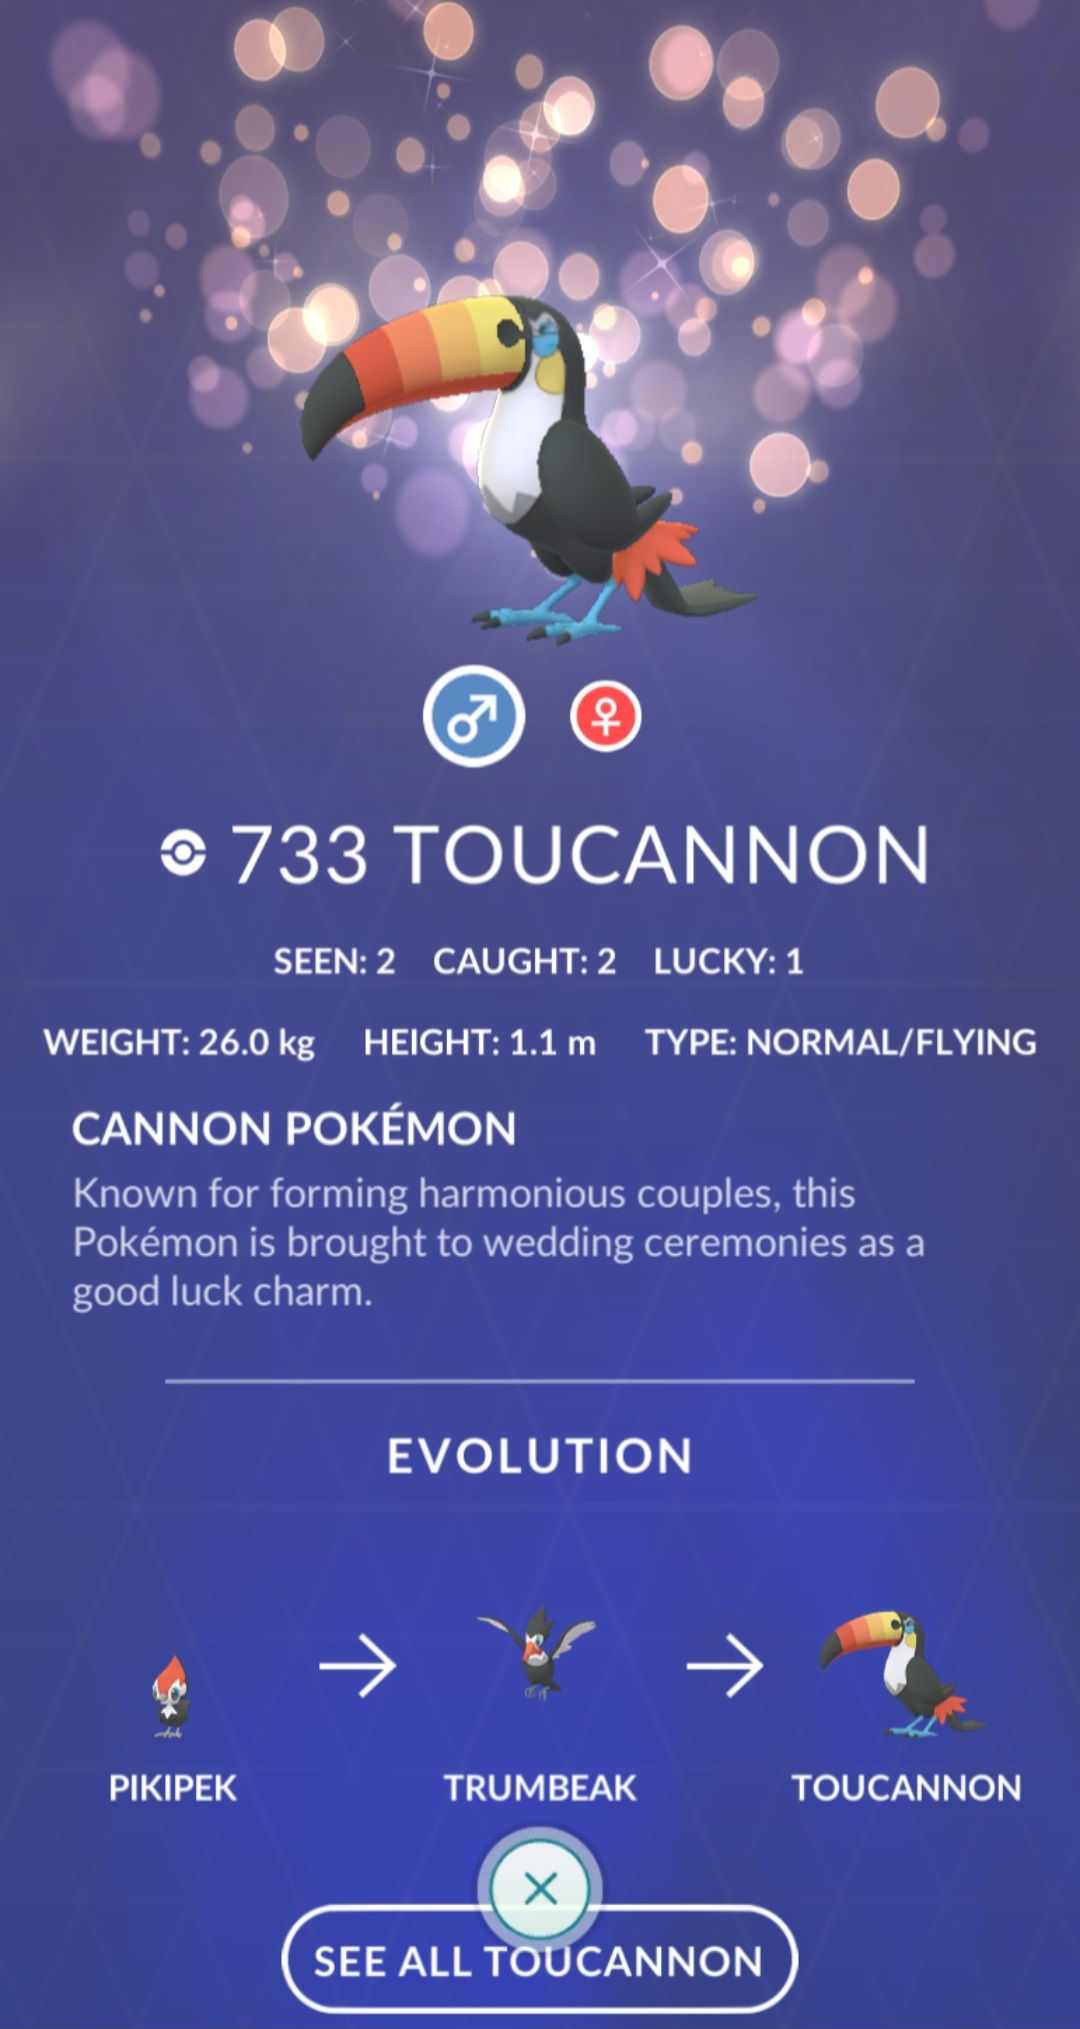 733 TOUCANNON
SEEN: 2 CAUGHT: 2 LUCKY: 1
WEIGHT: 26.0 kg HEIGHT: 1.1 m TYPE: NORMAL/FLYING
CANNON POKÉMON
Known for forming harmonious couples, this
Pokémon is brought to wedding ceremonies as a
good luck charm.
EVOLUTION
PIKIPEK TRUMBEAK TOUCANNON
SEE ALL TOUCANNON